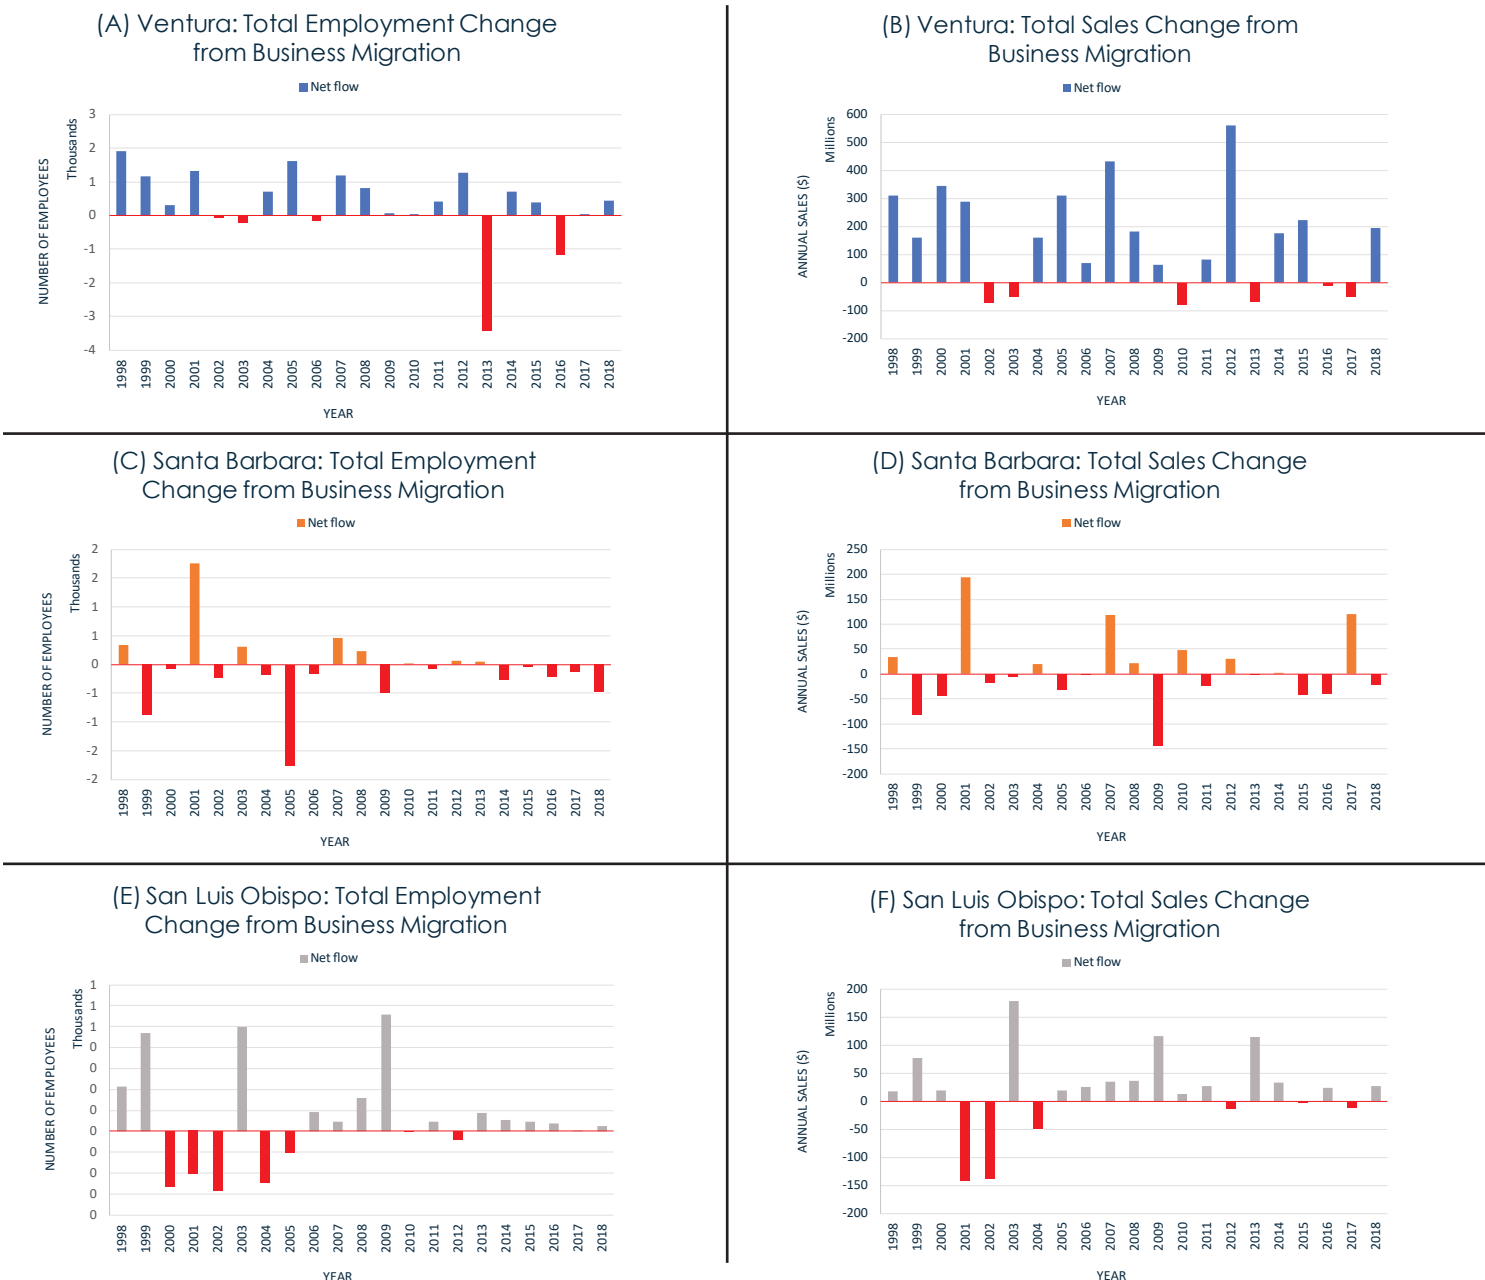 (A) Ventura: Total Employment Change
from Business Migration
Net flow
NUMBER OF EMPLOYEES
Thousands
3
2
1
0
-1
-2
-3
-4
1998 1999 2000 2001 2002 2003 2004 2005 2006 2007 2008 2009 2010 2011 2012 2013 2014 2015 2016 2017 2018
YEAR
(B) Ventura: Total Sales Change from
Business Migration
Net flow
ANNUAL SALES ($)
Millions
600
500
400
300
200
100
0
-100
-200
1998 1999 2000 2001 2002 2003 2004 2005 2006 2007 2008 2009 2010 2011 2012 2013 2014 2015 2016 2017 2018
YEAR
(C) Santa Barbara: Total Employment
Change from Business Migration
Net flow
NUMBER OF EMPLOYEES
Thousands
2
2
1
1
0
-1
-1
-2
-2
1998 1999 2000 2001 2002 2003 2004 2005 2006 2007 2008 2009 2010 2011 2012 2013 2014 2015 2016 2017 2018
YEAR
(D) Santa Barbara: Total Sales Change
from Business Migration
Net flow
ANNUAL SALES ($)
Millions
250
200
150
100
50
0
-50
-100
-150
-200
1998 1999 2000 2001 2002 2003 2004 2005 2006 2007 2008 2009 2010 2011 2012 2013 2014 2015 2016 2017 2018
YEAR
(E) San Luis Obispo: Total Employment
Change from Business Migration
Net flow
NUMBER OF EMPLOYEES
Thousands
1
1
1
0
0
0
0
0
0
0
0
0
1998 1999 2000 2001 2002 2003 2004 2005 2006 2007 2008 2009 2010 2011 2012 2013 2014 2015 2016 2017 2018
YEAR
(F) San Luis Obispo: Total Sales Change
from Business Migration
Net flow
ANNUAL SALES ($)
Millions
200
150
100
50
0
-50
-100
-150
-200
1998 1999 2000 2001 2002 2003 2004 2005 2006 2007 2008 2009 2010 2011 2012 2013 2014 2015 2016 2017 2018
YEAR